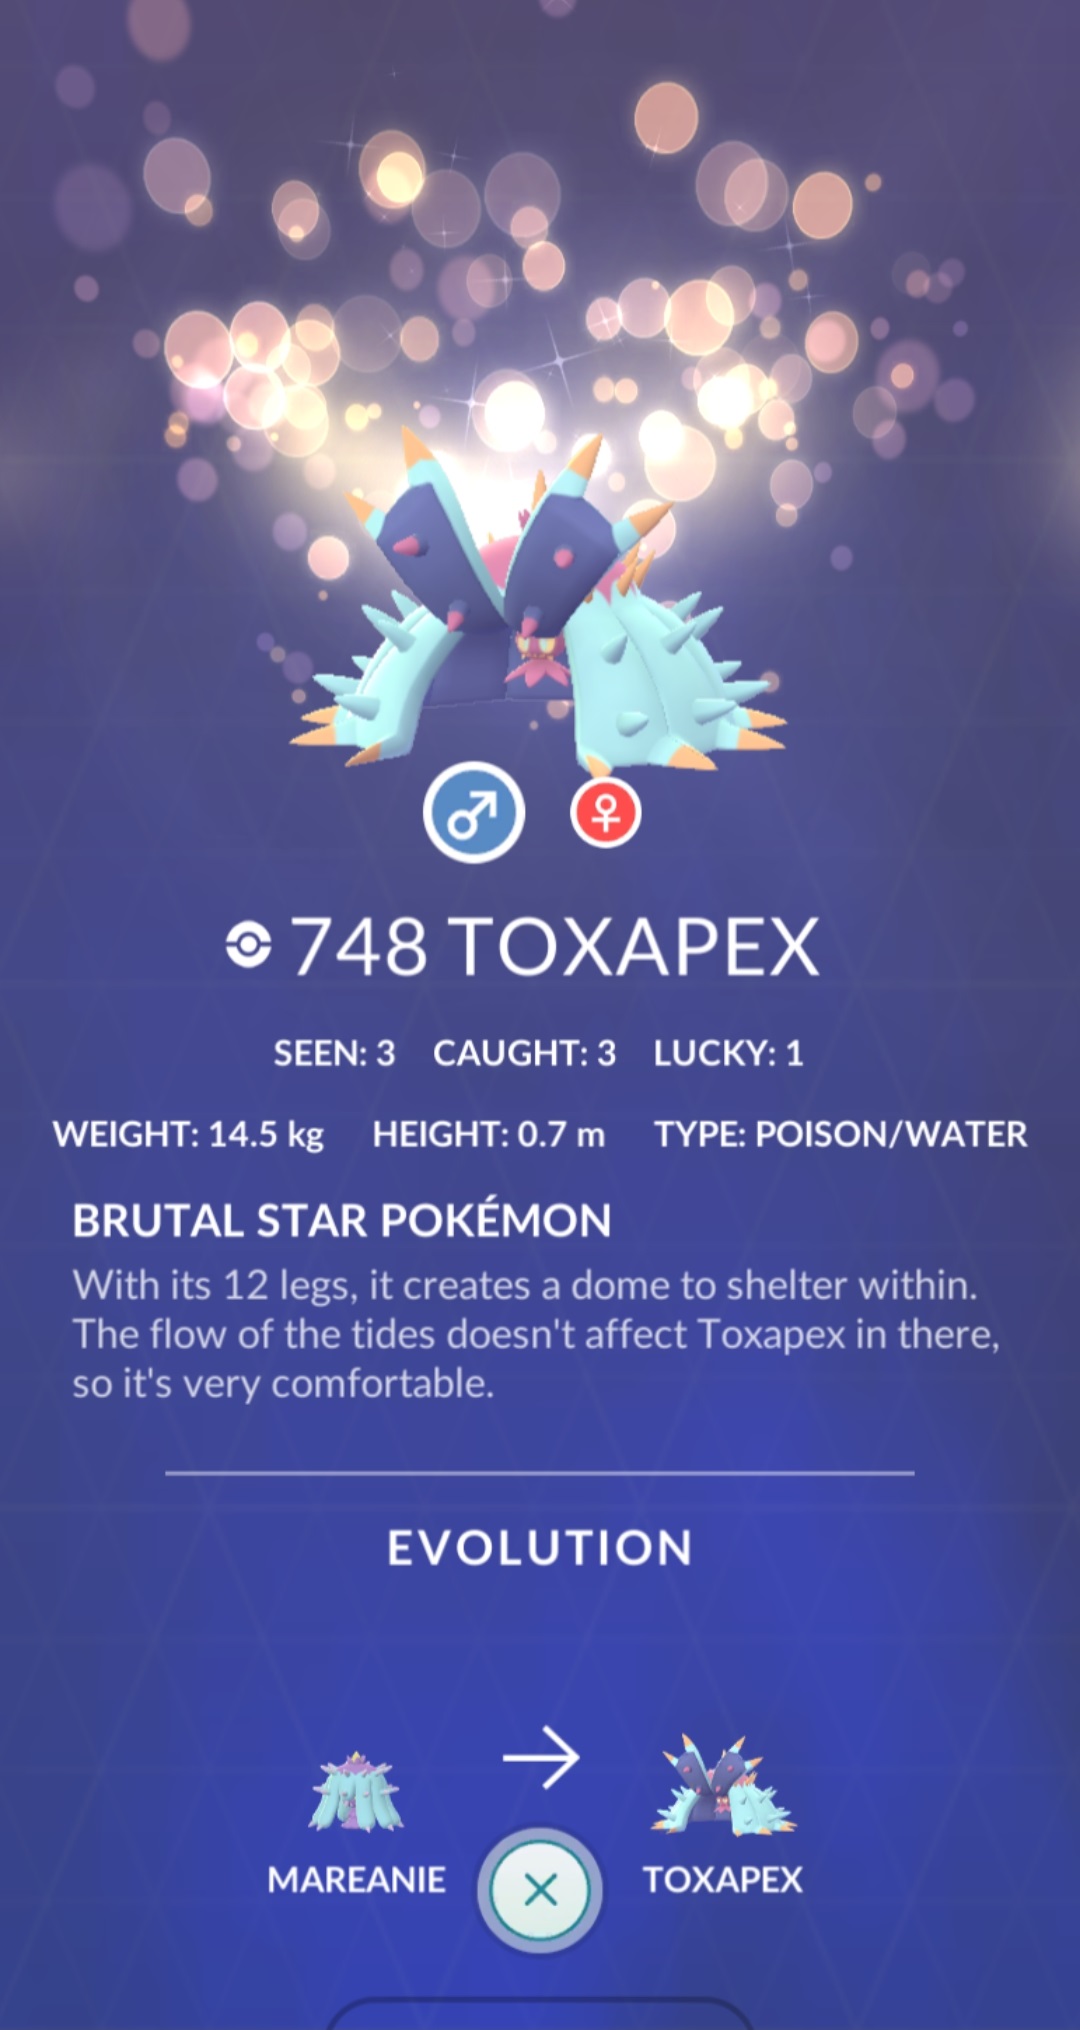 748 TOXAPEX
SEEN: 3 CAUGHT: 3 LUCKY: 1
WEIGHT: 14.5 kg HEIGHT: 0.7 m TYPE: POISON/WATER
BRUTAL STAR POKÉMON
With its 12 legs, it creates a dome to shelter within.
The flow of the tides doesn't affect Toxapex in there,
so it's very comfortable.
EVOLUTION
MAREANIE TOXAPEX